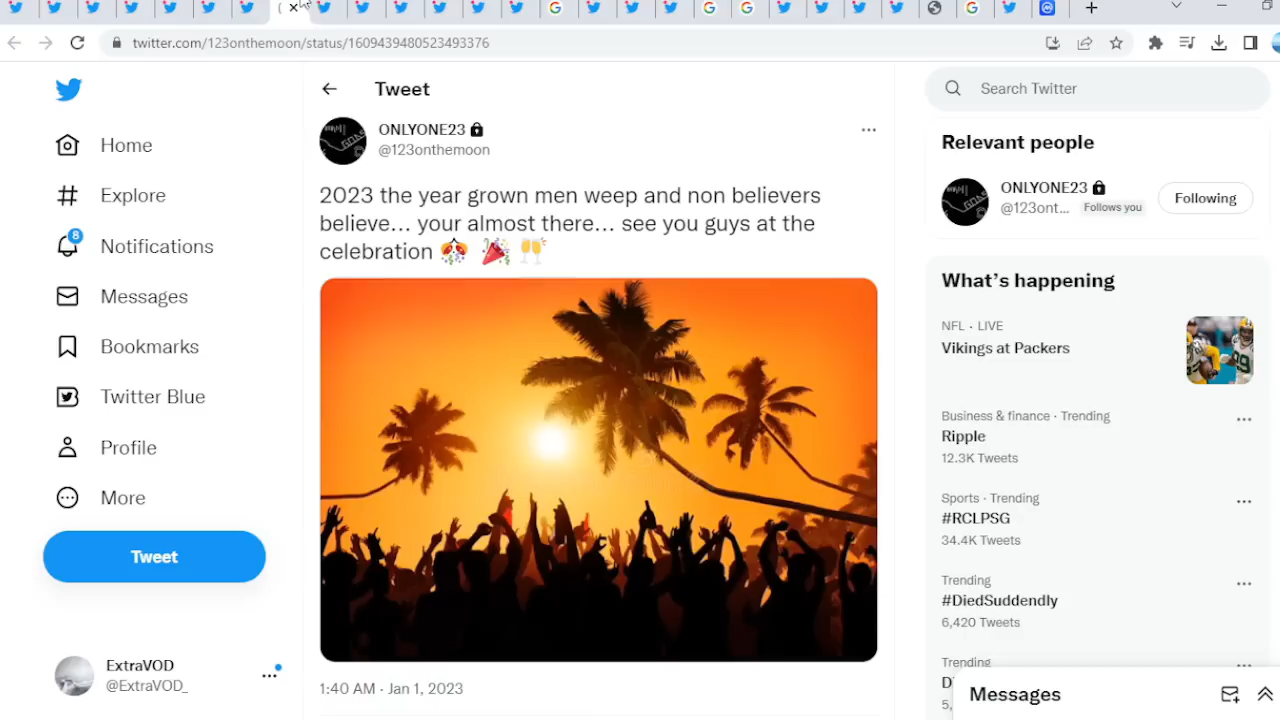 twitter.com/123onthemoon/status/1609439480523493376
Home
Explore
8
Notifications
Messages
Bookmarks
Twitter Blue
Profile
More
Tweet
ExtraVOD
@ExtraVOD_
Tweet
ONLYONE23
@123onthemoon
2023 the year grown men weep and non believers
believe... your almost there... see you guys at the
celebration 🎊 🎉 🥂
1:40 AM · Jan 1, 2023
Search Twitter
Relevant people
ONLYONE23
@123ont... Follows you
Following
What's happening
NFL · LIVE
Vikings at Packers
Business & finance · Trending
Ripple
12.3K Tweets
Sports · Trending
#RCLPSG
34.4K Tweets
Trending
#DiedSuddenly
6,420 Tweets
Trending
Messages